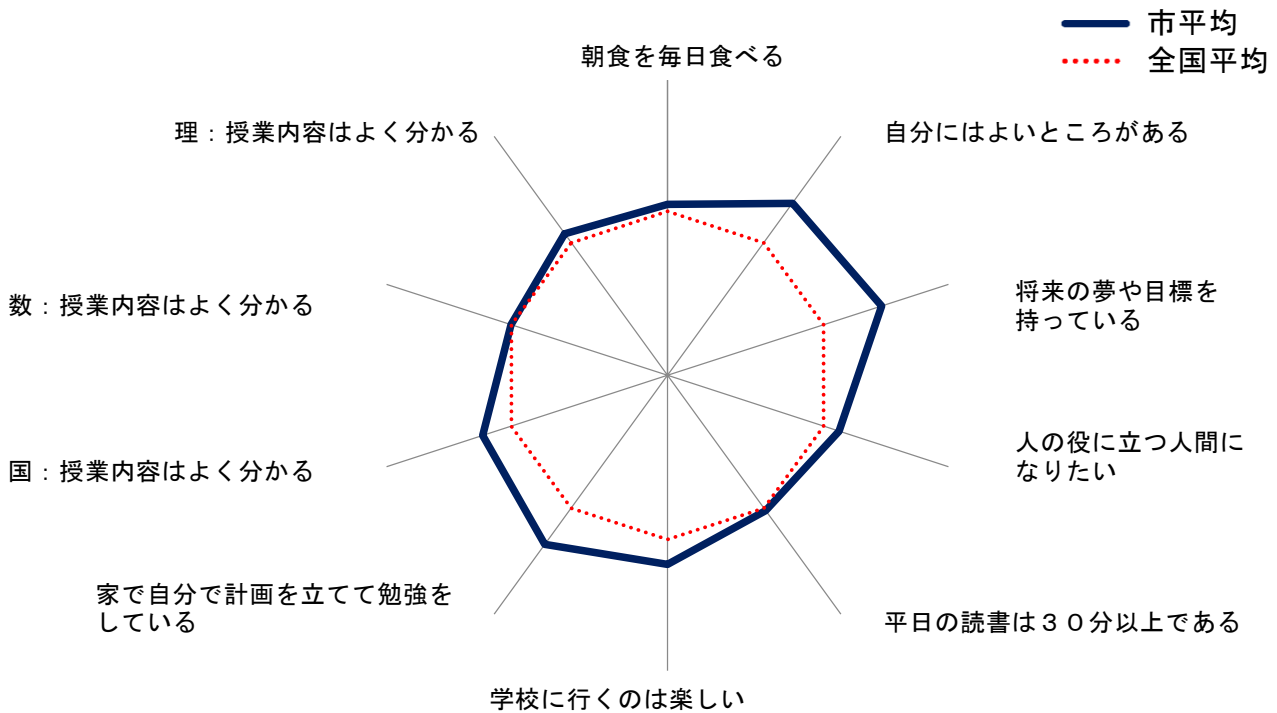 市平均
全国平均
朝食を毎日食べる
自分にはよいところがある
将来の夢や目標を
持っている
人の役に立つ人間に
なりたい
平日の読書は３０分以上である
学校に行くのは楽しい
家で自分で計画を立てて勉強を
している
国：授業内容はよく分かる
数：授業内容はよく分かる
理：授業内容はよく分かる